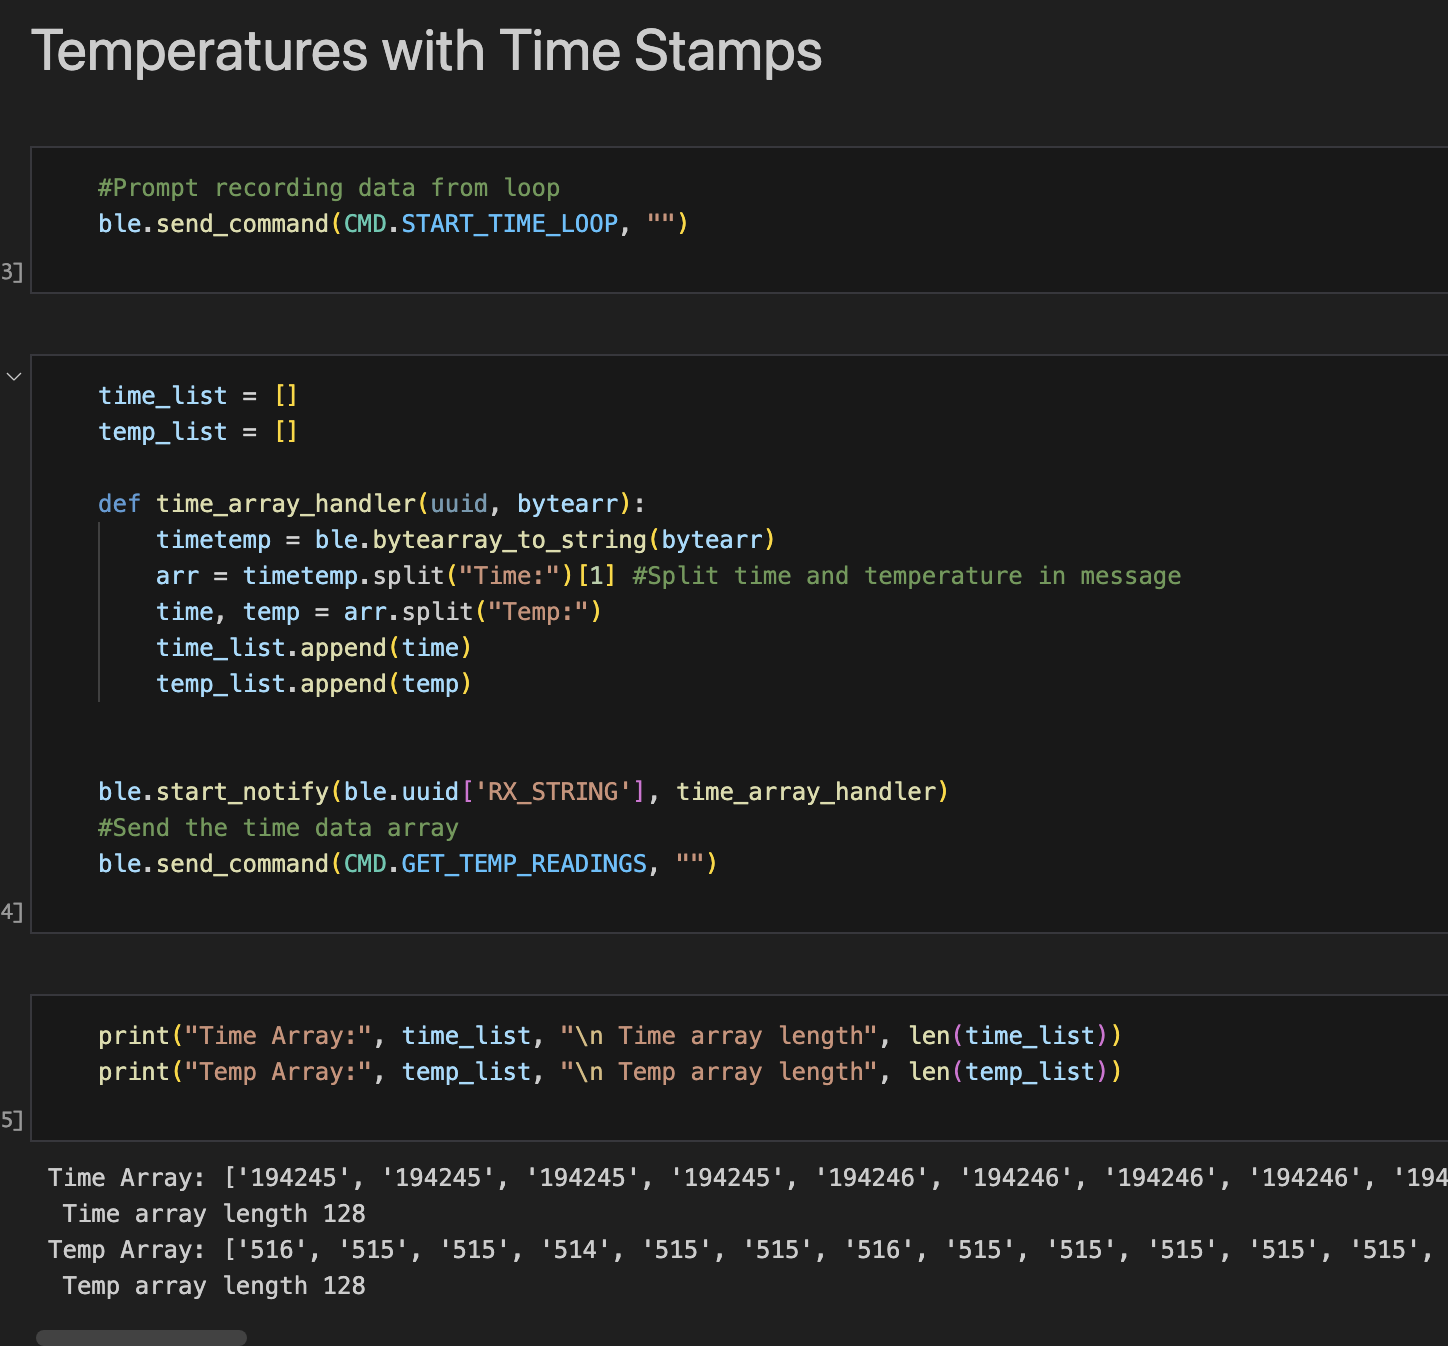 Temperatures with Time Stamps
#Prompt recording data from loop
ble.send_command(CMD.START_TIME_LOOP, "")
3]
time_list = []
temp_list = []
def time_array_handler(uuid, bytearr):
timetemp = ble.bytearray_to_string(bytearr)
arr = timetemp.split("Time:")[1] #Split time and temperature in message
time, temp = arr.split("Temp:")
time_list.append(time)
temp_list.append(temp)
ble.start_notify(ble.uuid['RX_STRING'], time_array_handler)
#Send the time data array
ble.send_command(CMD.GET_TEMP_READINGS, "")
4]
print("Time Array:", time_list, "\n Time array length", len(time_list))
print("Temp Array:", temp_list, "\n Temp array length", len(temp_list))
5]
Time Array: ['194245', '194245', '194245', '194245', '194246', '194246', '194246', '194246', '194
Time array length 128
Temp Array: ['516', '515', '515', '514', '515', '515', '516', '515', '515', '515', '515', '515',
Temp array length 128